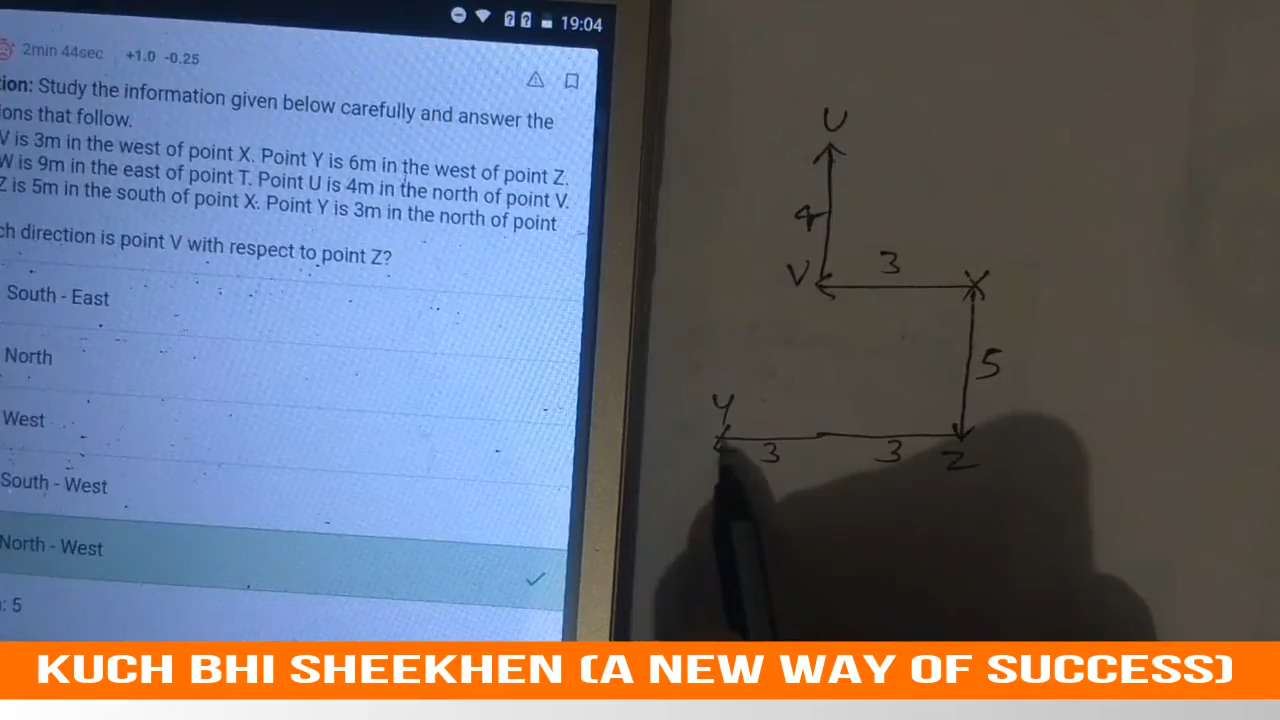 19:04
2min 44sec +1.0 -0.25
ion: Study the information given below carefully and answer the
ions that follow.
V is 3m in the west of point X. Point Y is 6m in the west of point Z.
W is 9m in the east of point T. Point U is 4m in the north of point V.
Z is 5m in the south of point X. Point Y is 3m in the north of point
ch direction is point V with respect to point Z?
South - East
North
West
South - West
North - West
: 5
U
4
V 3 X
5
Y
3 3 Z
KUCH BHI SHEEKHEN (A NEW WAY OF SUCCESS)